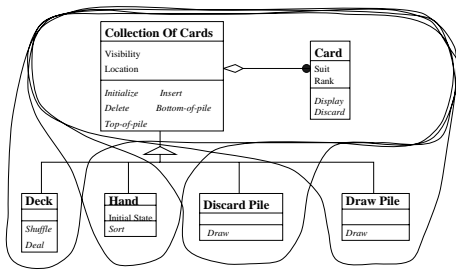 Collection Of Cards
Visibility
Location
Initialize Insert
Delete Bottom-of-pile
Top-of-pile
Card
Suit
Rank
Display
Discard
Deck
Shuffle
Deal
Hand
Initial State
Sort
Discard Pile
Draw
Draw Pile
Draw